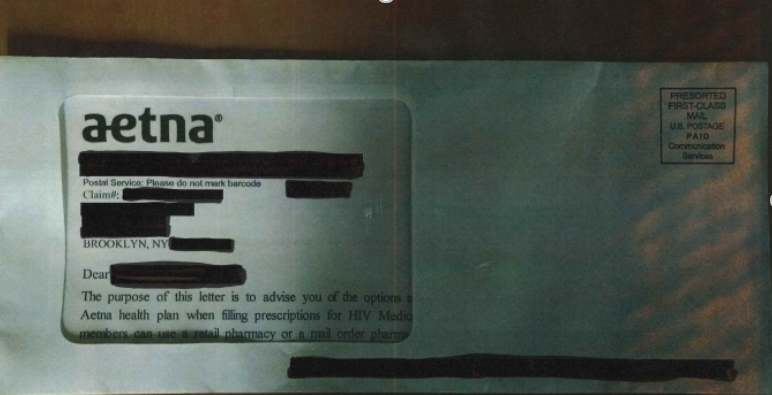 aetna®
PRESORTED
FIRST-CLASS
MAIL
U.S. POSTAGE
PAID
Communication
Services
Postal Service: Please do not mark barcode
Claim#:
BROOKLYN, NY
Dear
The purpose of this letter is to advise you of the options
Aetna health plan when filling prescriptions for HIV Medic
members can use a retail pharmacy or a mail order pharm